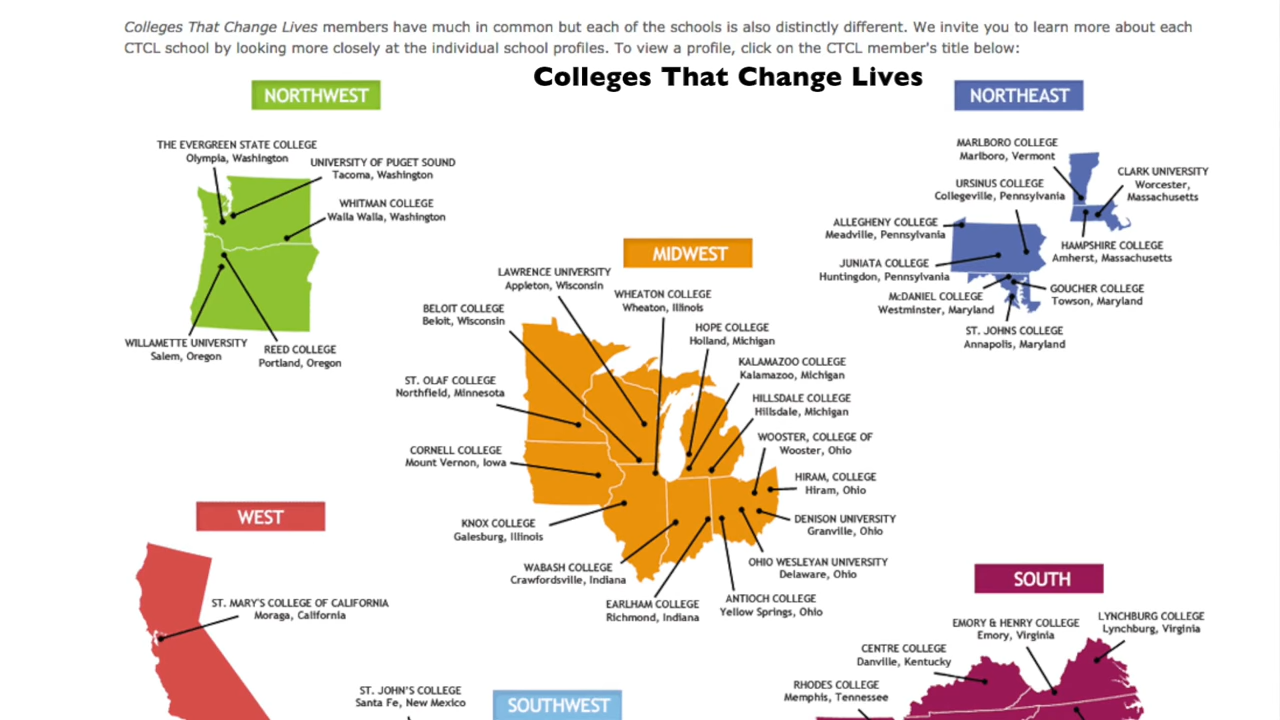 Colleges That Change Lives members have much in common but each of the schools is also distinctly different. We invite you to learn more about each
CTCL school by looking more closely at the individual school profiles. To view a profile, click on the CTCL member's title below:
Colleges That Change Lives
NORTHWEST
THE EVERGREEN STATE COLLEGE
Olympia, Washington
UNIVERSITY OF PUGET SOUND
Tacoma, Washington
WHITMAN COLLEGE
Walla Walla, Washington
WILLAMETTE UNIVERSITY
Salem, Oregon
REED COLLEGE
Portland, Oregon
NORTHEAST
MARLBORO COLLEGE
Marlboro, Vermont
CLARK UNIVERSITY
Worcester,
Massachusetts
URSINUS COLLEGE
Collegeville, Pennsylvania
ALLEGHENY COLLEGE
Meadville, Pennsylvania
HAMPSHIRE COLLEGE
Amherst, Massachusetts
JUNIATA COLLEGE
Huntingdon, Pennsylvania
GOUCHER COLLEGE
Towson, Maryland
McDANIEL COLLEGE
Westminster, Maryland
ST. JOHNS COLLEGE
Annapolis, Maryland
MIDWEST
LAWRENCE UNIVERSITY
Appleton, Wisconsin
WHEATON COLLEGE
Wheaton, Illinois
BELOIT COLLEGE
Beloit, Wisconsin
HOPE COLLEGE
Holland, Michigan
KALAMAZOO COLLEGE
Kalamazoo, Michigan
ST. OLAF COLLEGE
Northfield, Minnesota
HILLSDALE COLLEGE
Hillsdale, Michigan
WOOSTER, COLLEGE OF
Wooster, Ohio
CORNELL COLLEGE
Mount Vernon, Iowa
HIRAM, COLLEGE
Hiram, Ohio
KNOX COLLEGE
Galesburg, Illinois
DENISON UNIVERSITY
Granville, Ohio
WABASH COLLEGE
Crawfordsville, Indiana
OHIO WESLEYAN UNIVERSITY
Delaware, Ohio
EARLHAM COLLEGE
Richmond, Indiana
ANTIOCH COLLEGE
Yellow Springs, Ohio
WEST
ST. MARY'S COLLEGE OF CALIFORNIA
Moraga, California
SOUTH
EMORY & HENRY COLLEGE
Emory, Virginia
LYNCHBURG COLLEGE
Lynchburg, Virginia
CENTRE COLLEGE
Danville, Kentucky
RHODES COLLEGE
Memphis, Tennessee
ST. JOHN'S COLLEGE
Santa Fe, New Mexico
SOUTHWEST